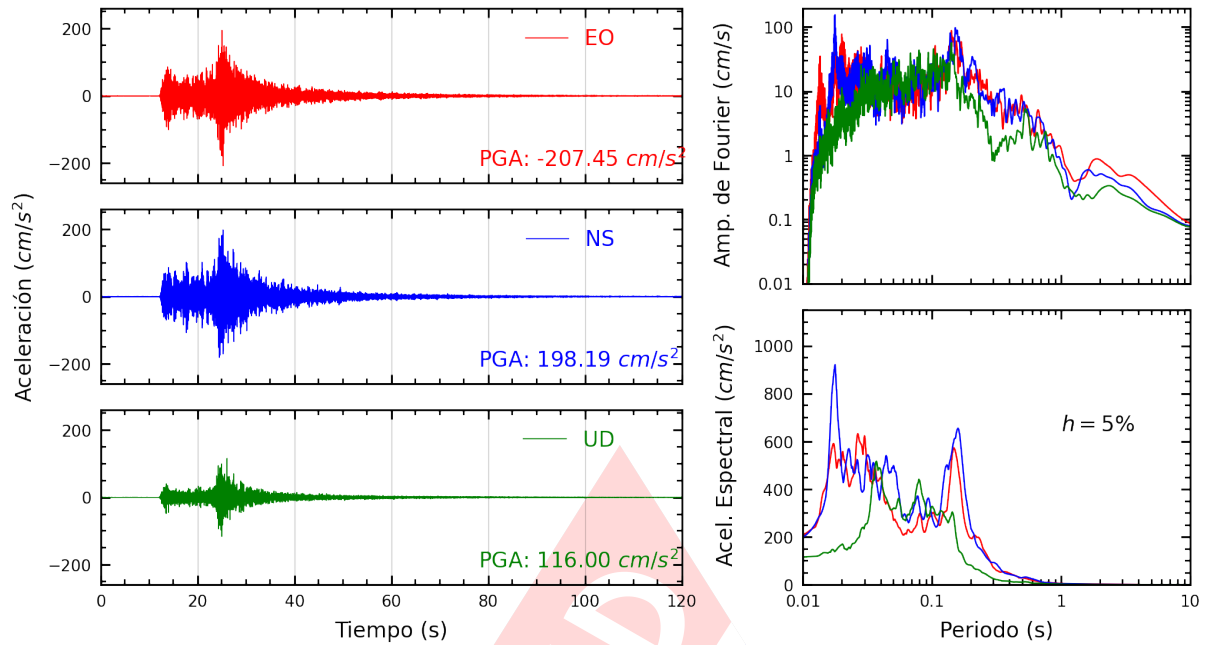 200
0
−200
EO
PGA: -207.45 cm/s²
200
0
−200
NS
PGA: 198.19 cm/s²
Aceleración (cm/s²)
200
0
−200
UD
PGA: 116.00 cm/s²
0 20 40 60 80 100 120
Tiempo (s)
100
10
1
0.1
0.01
Amp. de Fourier (cm/s)
1000
800
600
400
200
0
Acel. Espectral (cm/s²)
h = 5%
0.01 0.1 1 10
Periodo (s)